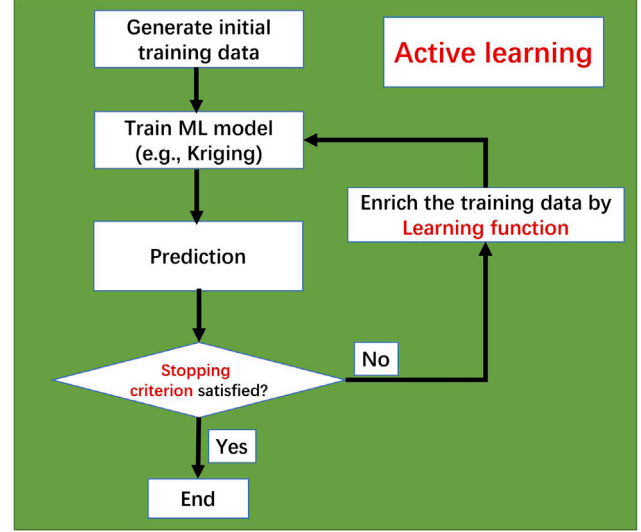 Generate initial
training data
Active learning
Train ML model
(e.g., Kriging)
Enrich the training data by
Learning function
Prediction
Stopping
criterion satisfied?
No
Yes
End